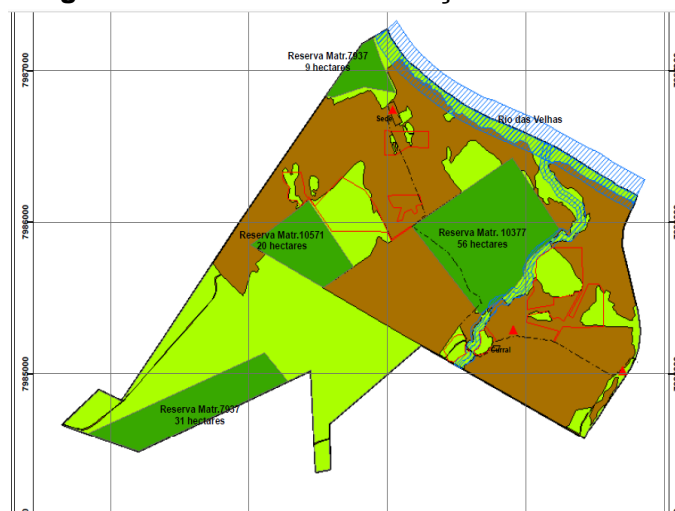 Reserva Matr.7937
9 hectares
7987000
Sede
Rio das Velhas
7986000
Reserva Matr.10571
20 hectares
Reserva Matr. 10377
56 hectares
Curral
7985000
Reserva Matr.7937
31 hectares